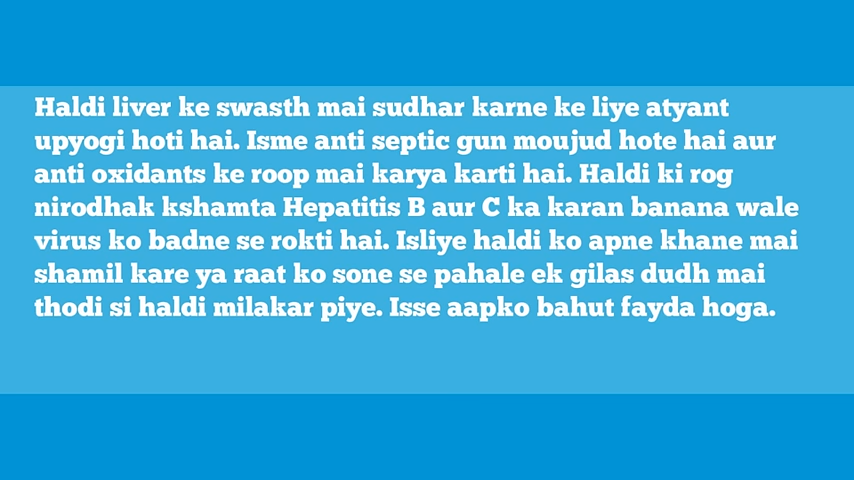 Haldi liver ke swasth mai sudhar karne ke liye atyant
upyogi hoti hai. Isme anti septic gun moujud hote hai aur
anti oxidants ke roop mai karya karti hai. Haldi ki rog
nirodhak kshamta Hepatitis B aur C ka karan banana wale
virus ko badne se rokti hai. Isliye haldi ko apne khane mai
shamil kare ya raat ko sone se pahale ek gilas dudh mai
thodi si haldi milakar piye. Isse aapko bahut fayda hoga.